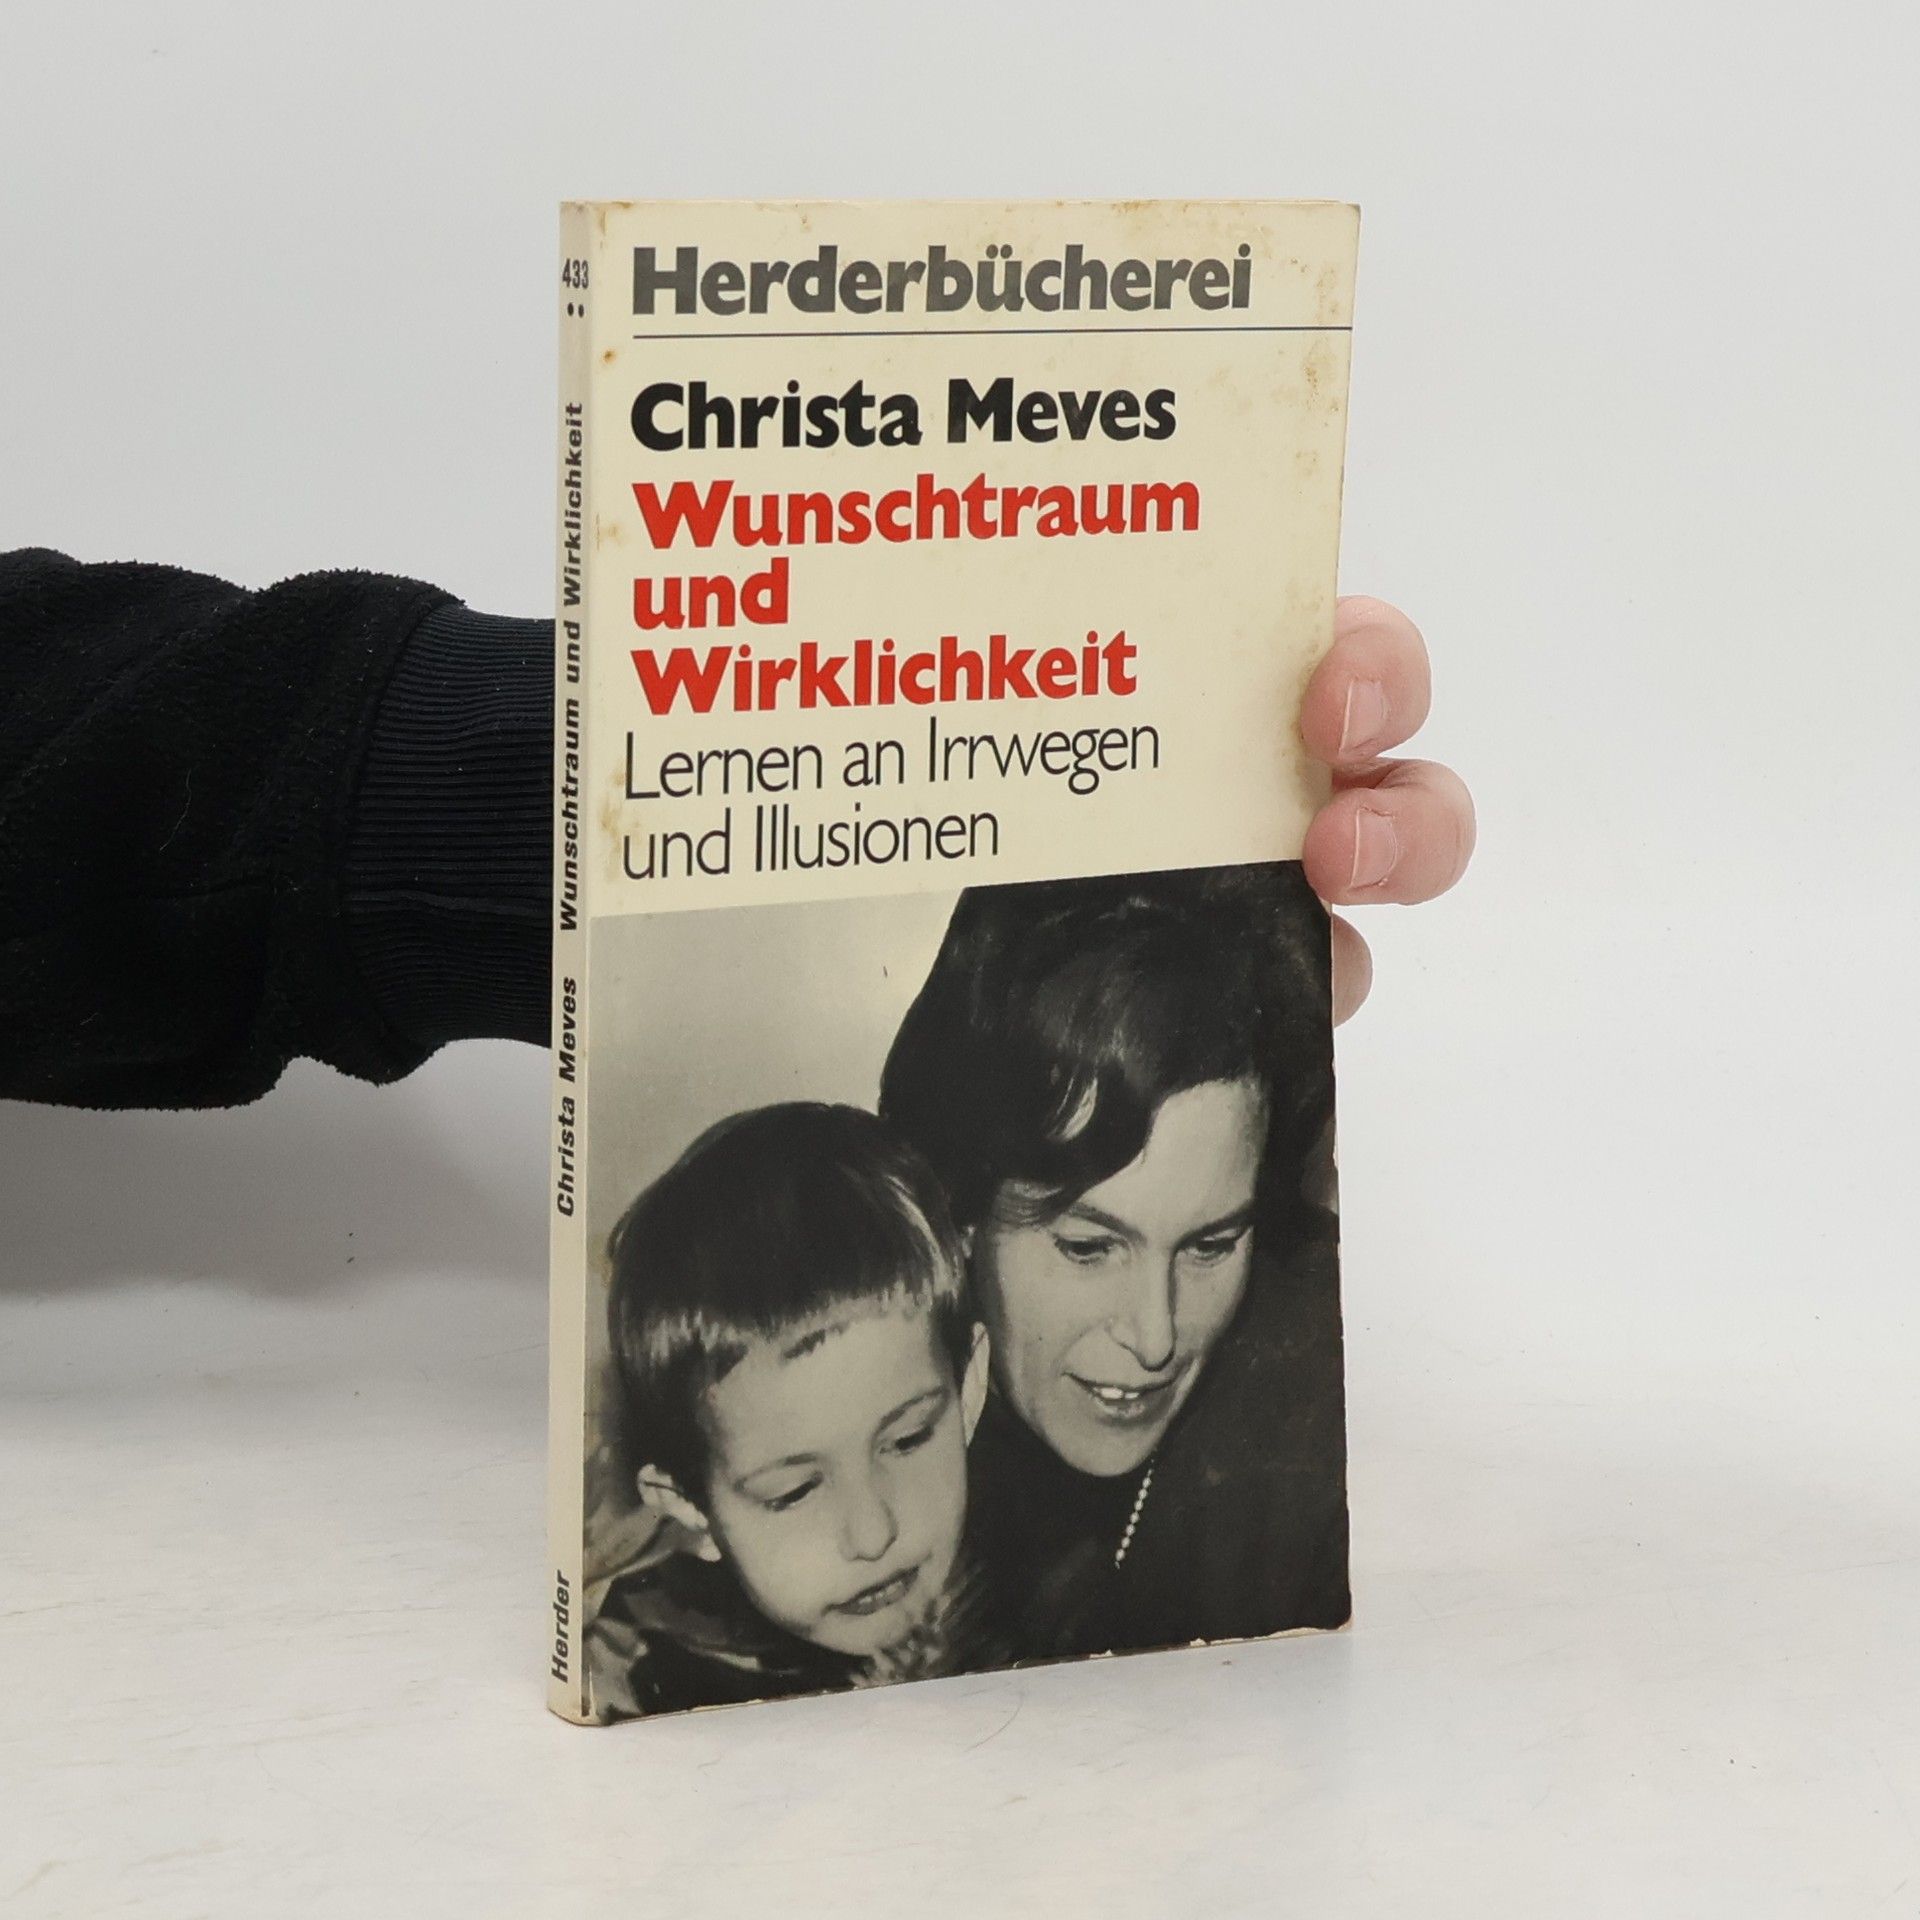 Herderbücherei
Christa Meves
Wunschtraum
und
Wirklichkeit
Lernen an Irrwegen
und Illusionen
433
Christa Meves Wunschtraum und Wirklichkeit
Herder